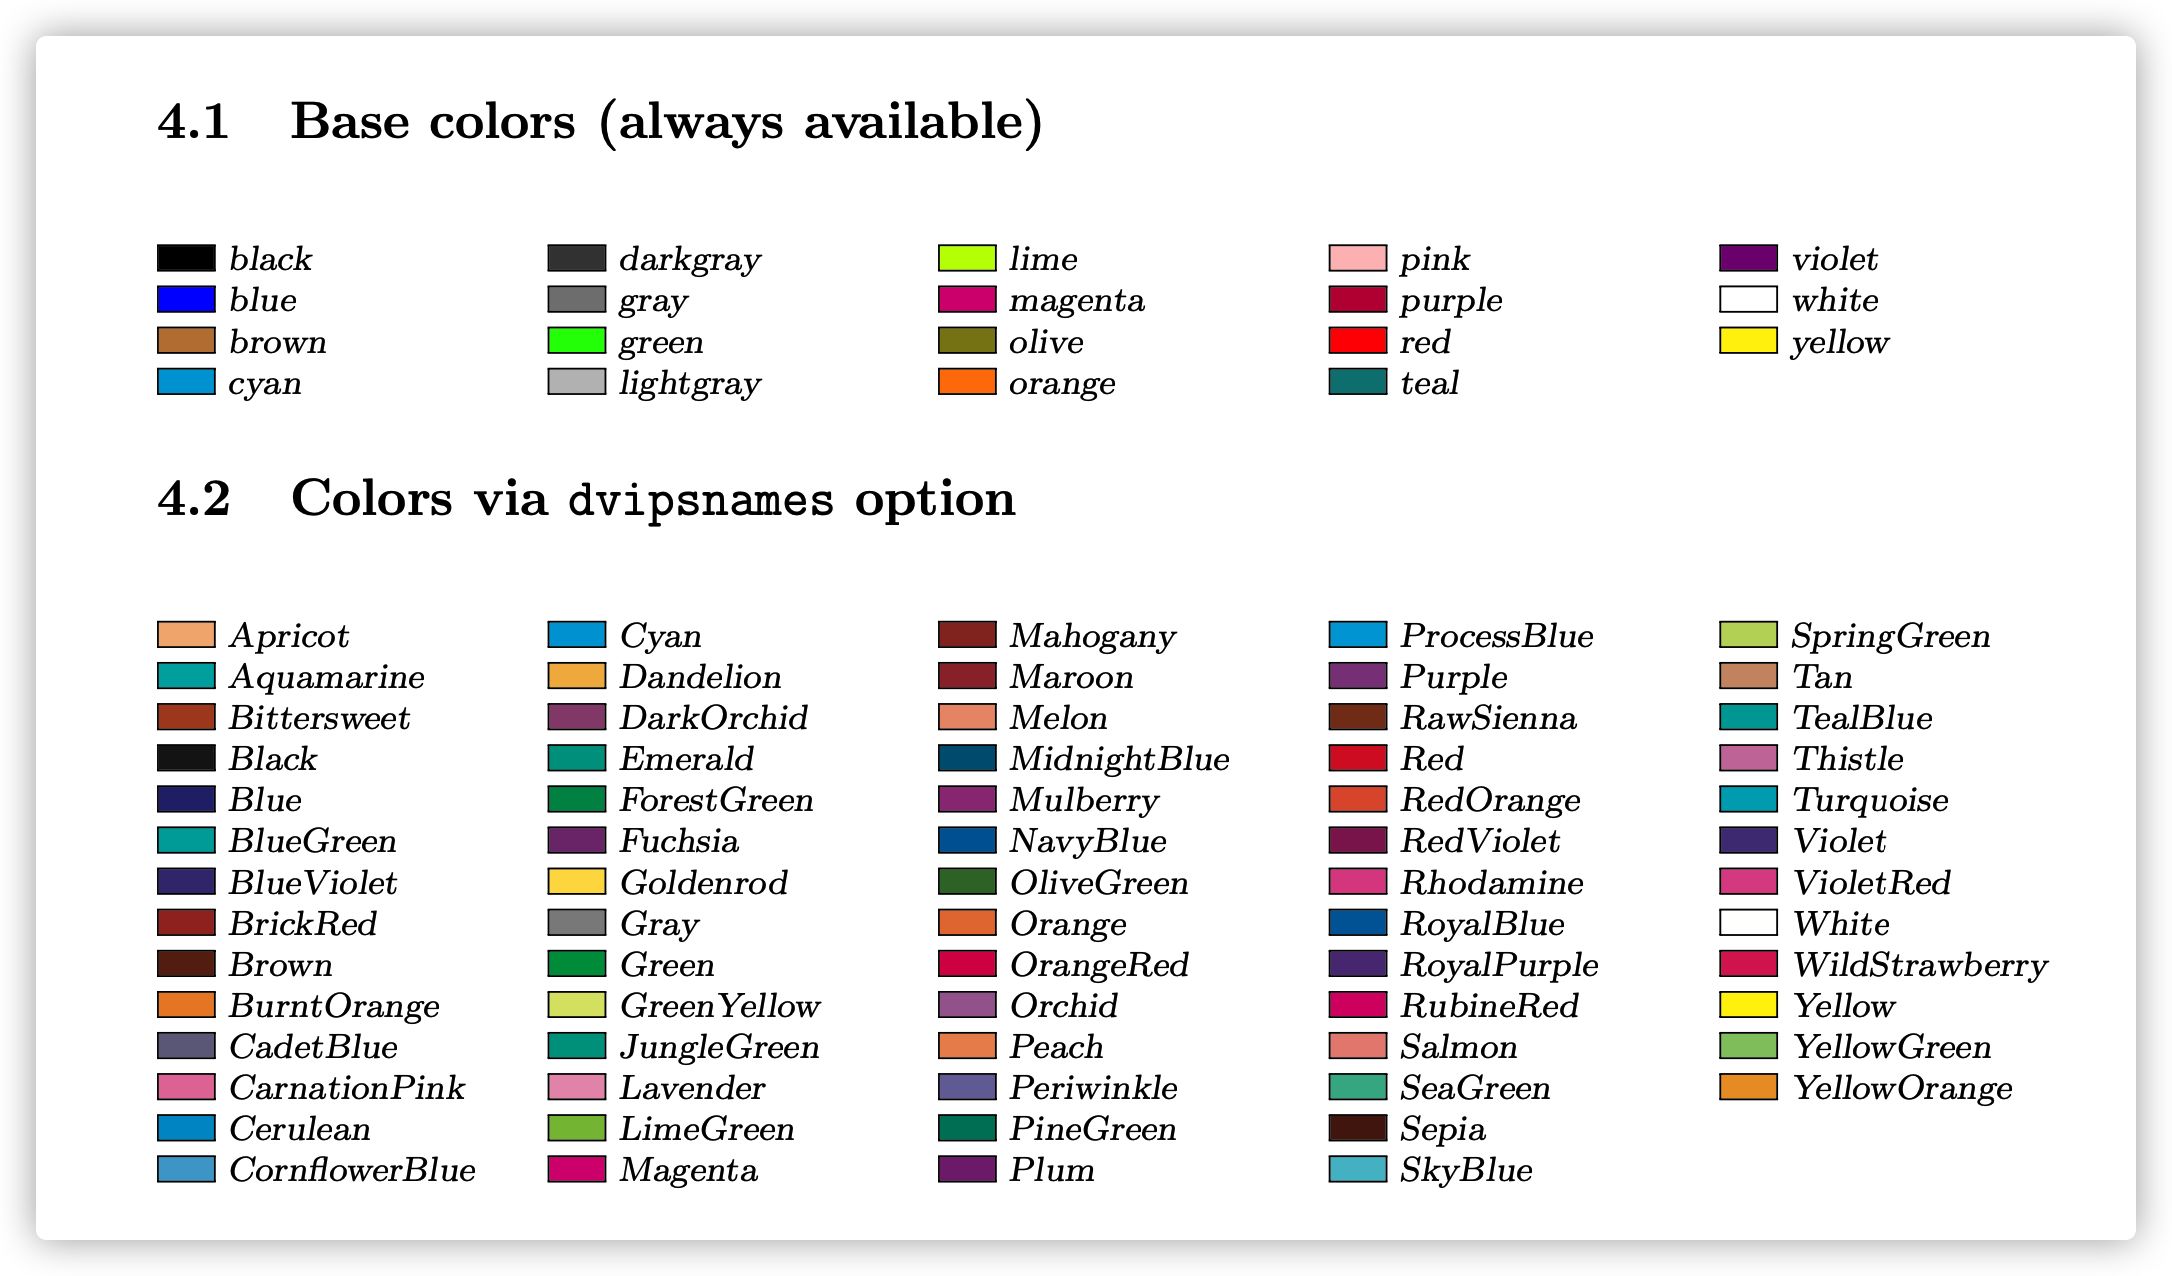 4.1 Base colors (always available)
black darkgray lime pink violet
blue gray magenta purple white
brown green olive red yellow
cyan lightgray orange teal
4.2 Colors via dvipsnames option
Apricot Cyan Mahogany ProcessBlue SpringGreen
Aquamarine Dandelion Maroon Purple Tan
Bittersweet DarkOrchid Melon RawSienna TealBlue
Black Emerald MidnightBlue Red Thistle
Blue ForestGreen Mulberry RedOrange Turquoise
BlueGreen Fuchsia NavyBlue RedViolet Violet
BlueViolet Goldenrod OliveGreen Rhodamine VioletRed
BrickRed Gray Orange RoyalBlue White
Brown Green OrangeRed RoyalPurple WildStrawberry
BurntOrange GreenYellow Orchid RubineRed Yellow
CadetBlue JungleGreen Peach Salmon YellowGreen
CarnationPink Lavender Periwinkle SeaGreen YellowOrange
Cerulean LimeGreen PineGreen Sepia
CornflowerBlue Magenta Plum SkyBlue